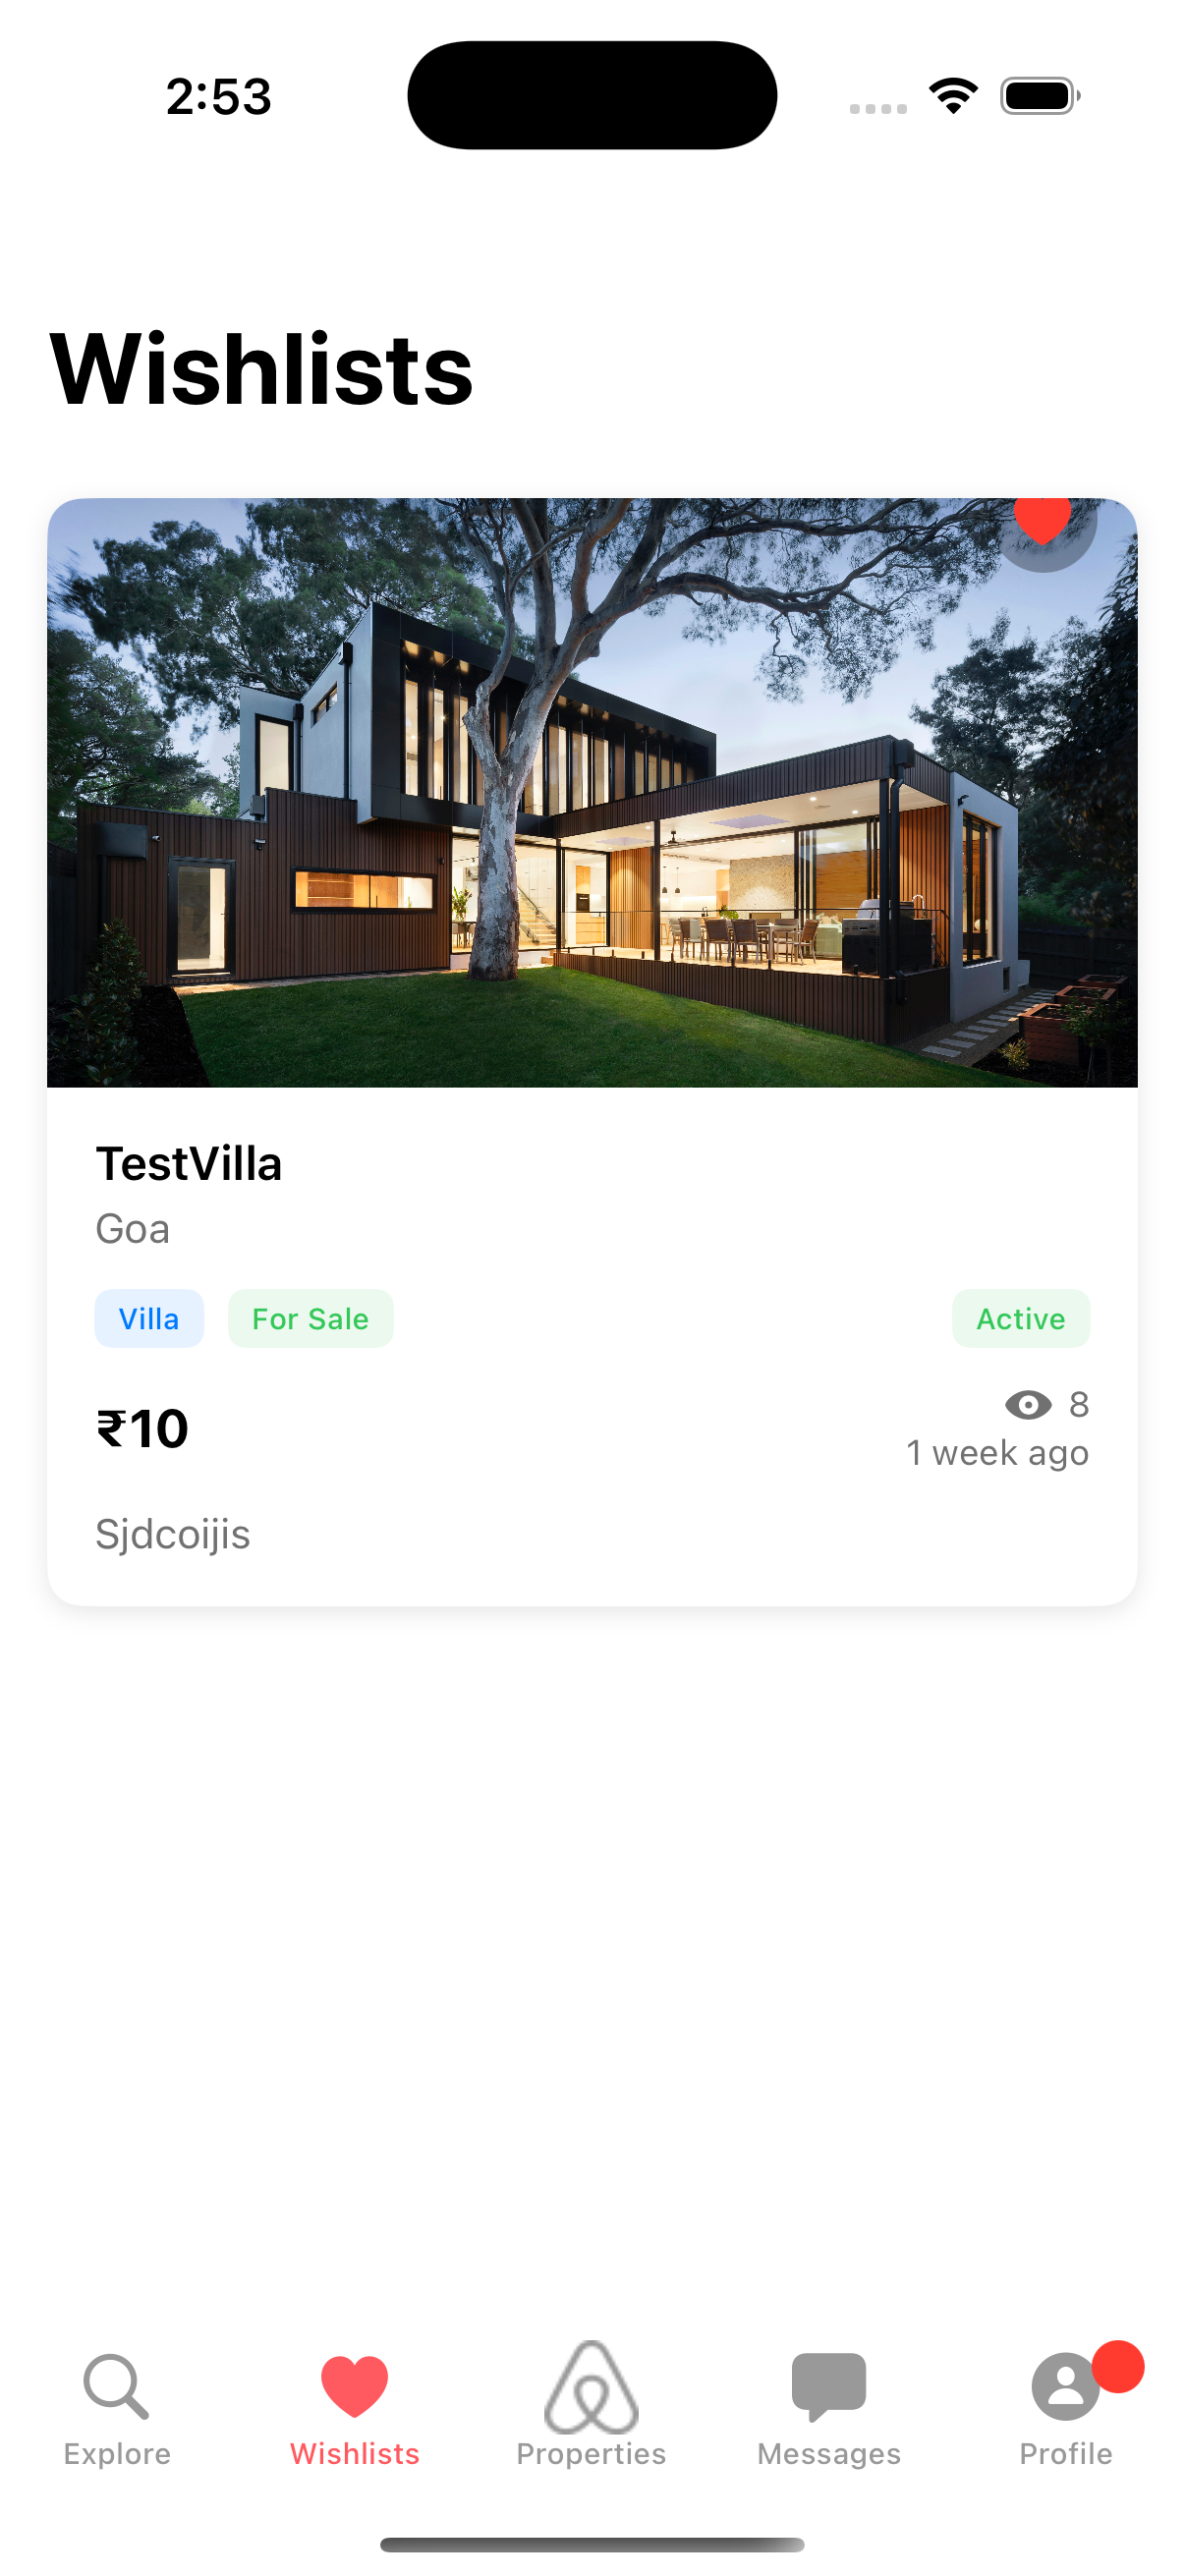 2:53
Wishlists
TestVilla
Goa
Villa For Sale Active
₹10
8
1 week ago
Sjdcoijis
Explore Wishlists Properties Messages Profile